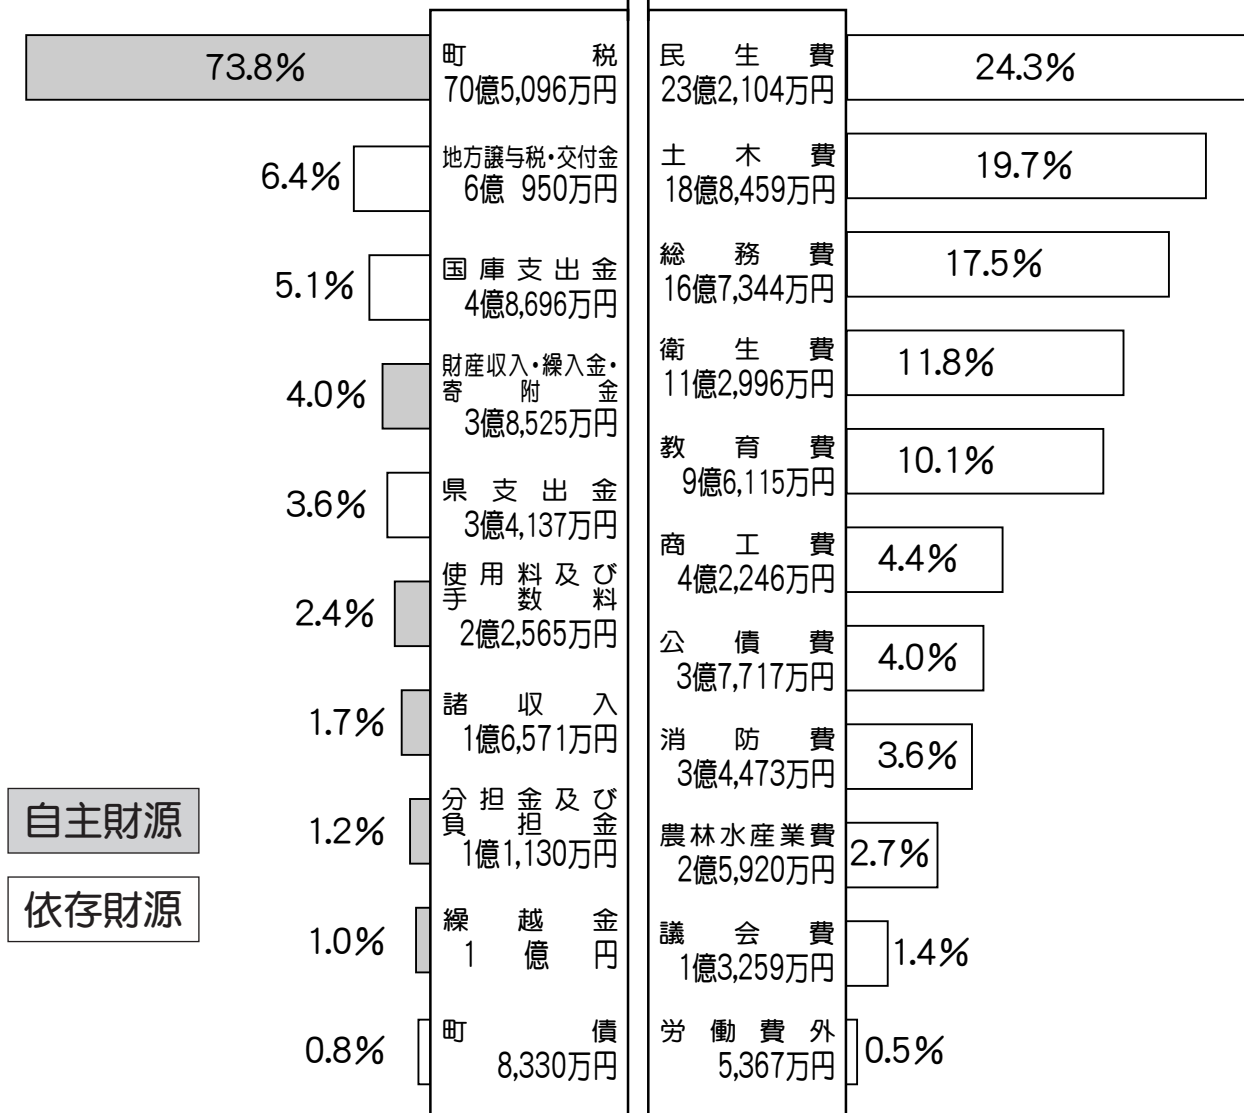 73.8%
町税
70億5,096万円
6.4%
地方譲与税・交付金
6億 950万円
5.1%
国庫支出金
4億8,696万円
4.0%
財産収入・繰入金・
寄附金
3億8,525万円
3.6%
県支出金
3億4,137万円
2.4%
使用料及び
手数料
2億2,565万円
1.7%
諸収入
1億6,571万円
1.2%
分担金及び
負担金
1億1,130万円
1.0%
繰越金
1億円
0.8%
町債
8,330万円
自主財源
依存財源
民生費
23億2,104万円
24.3%
土木費
18億8,459万円
19.7%
総務費
16億7,344万円
17.5%
衛生費
11億2,996万円
11.8%
教育費
9億6,115万円
10.1%
商工費
4億2,246万円
4.4%
公債費
3億7,717万円
4.0%
消防費
3億4,473万円
3.6%
農林水産業費
2億5,920万円
2.7%
議会費
1億3,259万円
1.4%
労働費外
5,367万円
0.5%